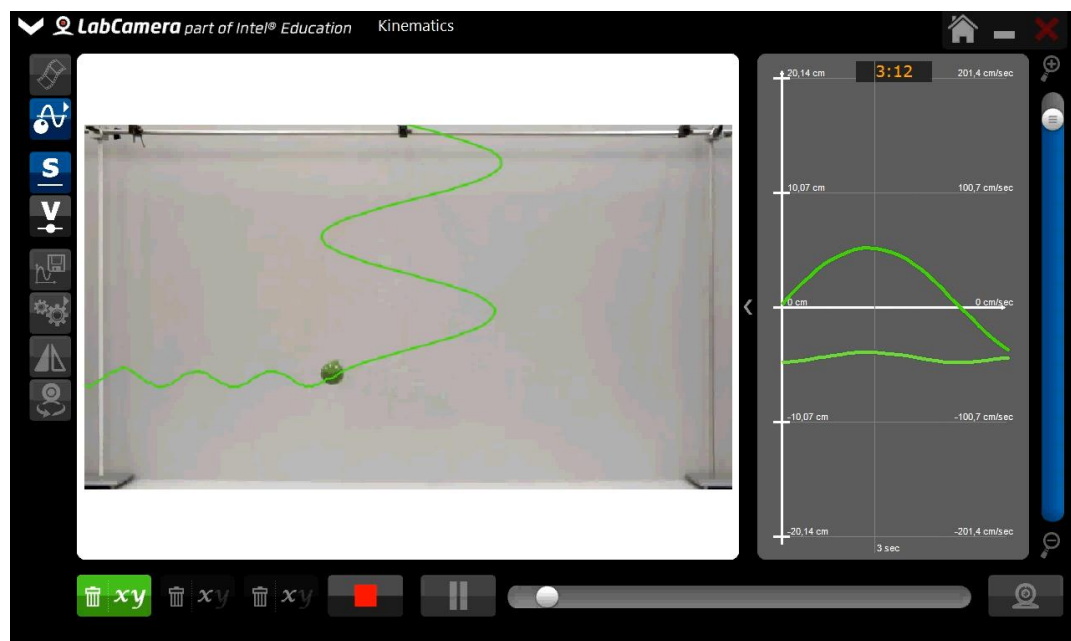 LabCamera part of Intel® Education Kinematics
20,14 cm 3:12 201,4 cm/sec
S
V
10,07 cm 100,7 cm/sec
0 cm 0 cm/sec
-10,07 cm -100,7 cm/sec
-20,14 cm -201,4 cm/sec
3 sec
xy xy xy